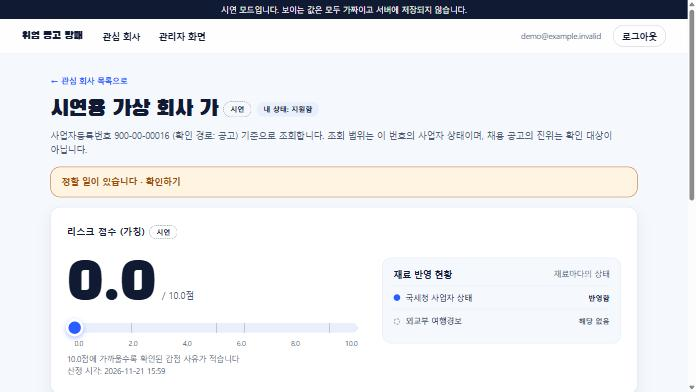 시연 모드입니다. 보이는 값은 모두 가짜이고 서버에 저장되지 않습니다.
위험 공고 방패 관심 회사 관리자 화면 demo@example.invalid 로그아웃
← 관심 회사 목록으로
시연용 가상 회사 가 시연 내 상태: 지원함
사업자등록번호 900-00-00016 (확인 경로: 공고) 기준으로 조회합니다. 조회 범위는 이 번호의 사업자 상태이며, 채용 공고의 진위는 확인 대상이
아닙니다.
정할 일이 있습니다 · 확인하기
리스크 점수 (가칭) 시연
0.0 / 10.0점
0.0 2.0 4.0 6.0 8.0 10.0
10.0점에 가까울수록 확인된 감점 사유가 적습니다
산정 시각: 2026-11-21 15:59
재료 반영 현황 재료마다의 상태
국세청 사업자 상태 반영함
외교부 여행경보 해당 없음